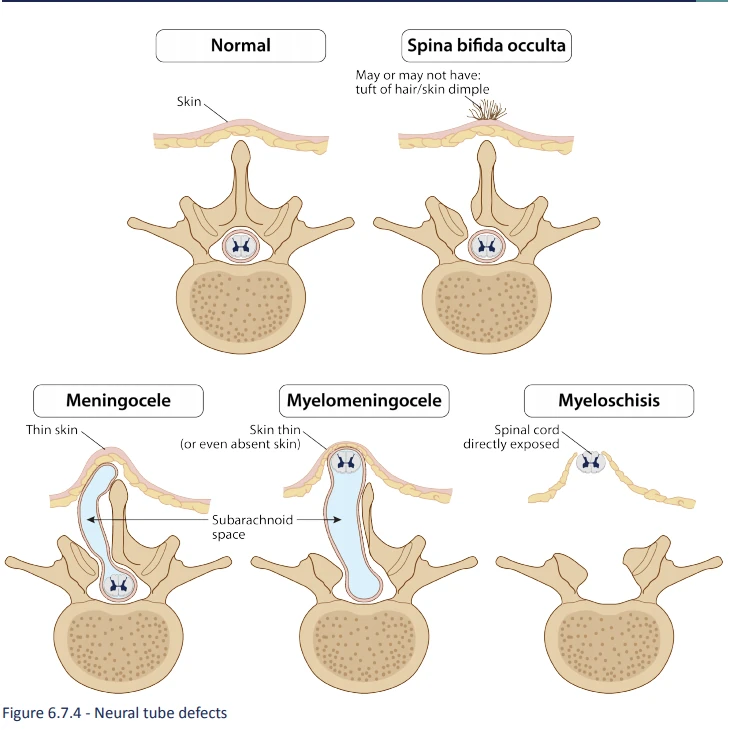 Normal
Spina bifida occulta
May or may not have:
tuft of hair/skin dimple
Skin
Meningocele
Myelomeningocele
Myeloschisis
Thin skin
Skin thin
(or even absent skin)
Spinal cord
directly exposed
Subarachnoid
space
Figure 6.7.4 - Neural tube defects